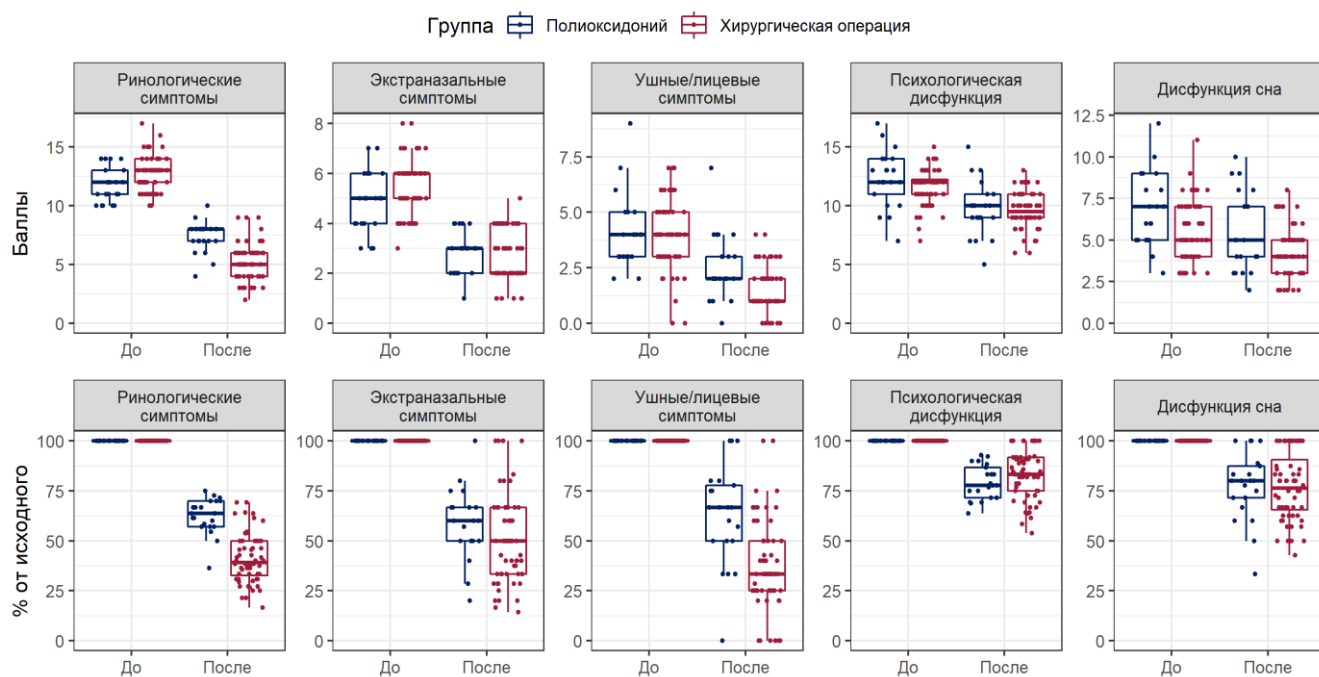 Группа Полиоксидоний Хирургическая операция
Ринологические
симптомы
Экстраназальные
симптомы
Ушные/лицевые
симптомы
Психологическая
дисфункция
Дисфункция сна
Баллы
15
10
5
0
8
6
4
2
0
7.5
5.0
2.5
0.0
15
10
5
0
12.5
10.0
7.5
5.0
2.5
0.0
До После
До После
До После
До После
До После
Ринологические
симптомы
Экстраназальные
симптомы
Ушные/лицевые
симптомы
Психологическая
дисфункция
Дисфункция сна
% от исходного
100
75
50
25
0
100
75
50
25
0
100
75
50
25
0
100
75
50
25
0
100
75
50
25
0
До После
До После
До После
До После
До После